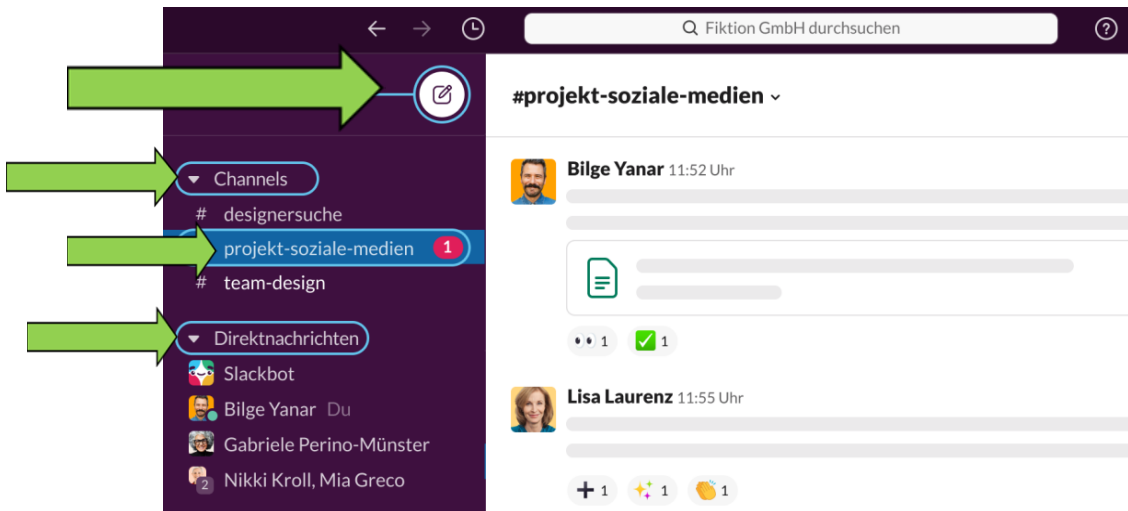 Fiktion GmbH durchsuchen
#projekt-soziale-medien
Channels
# designersuche
projekt-soziale-medien 1
# team-design
Direktnachrichten
Slackbot
Bilge Yanar Du
Gabriele Perino-Münster
2 Nikki Kroll, Mia Greco
Bilge Yanar 11:52 Uhr
1 1
Lisa Laurenz 11:55 Uhr
1 1 1